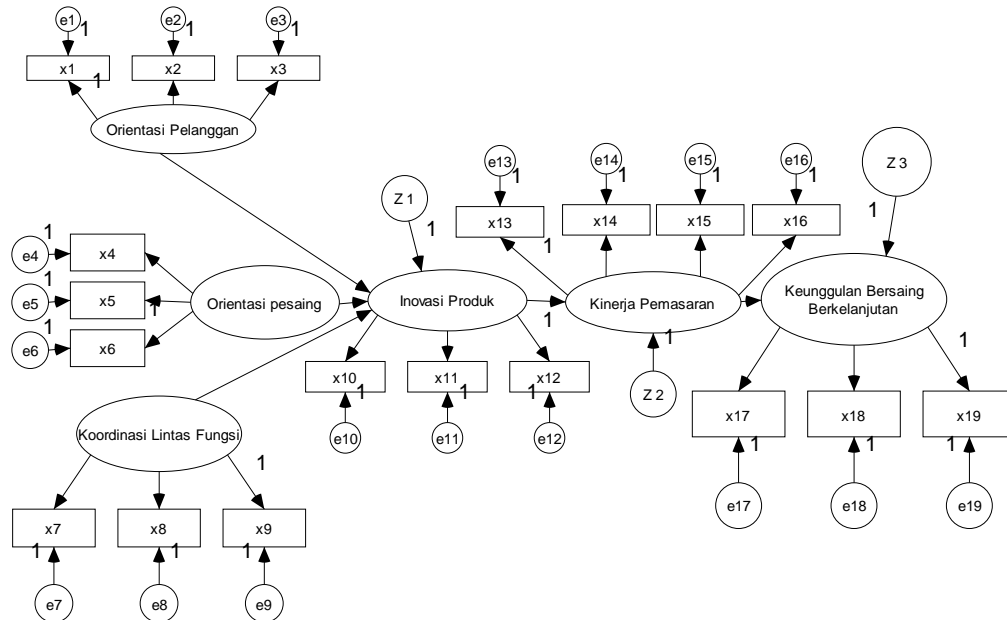 e1
1
e2
1
e3
1
x1
1
x2
x3
Orientasi Pelanggan
e4
1
x4
e5
1
x5
1
e6
1
x6
Orientasi pesaing
Koordinasi Lintas Fungsi
1
x7
x8
x9
1
1
1
e7
e8
e9
Z 1
1
Inovasi Produk
1
x10
x11
x12
1
1
1
e10
e11
e12
e13
1
e14
1
e15
1
e16
1
x13
x14
x15
x16
1
Kinerja Pemasaran
1
Z 2
Z 3
1
Keunggulan Bersaing
Berkelanjutan
1
x17
x18
x19
1
1
1
e17
e18
e19